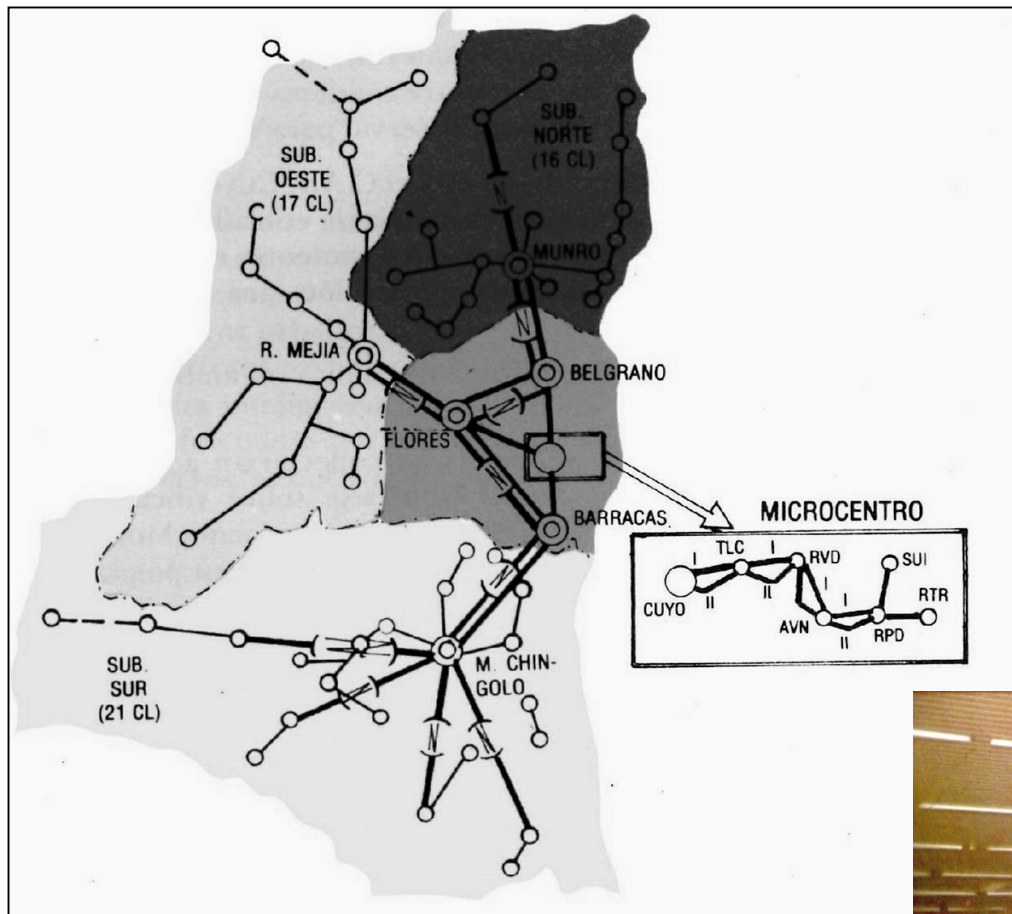 SUB.
NORTE
(16 CL)
SUB.
OESTE
(17 CL)
MUNRO
R. MEJIA
BELGRANO
FLORES
BARRACAS
MICROCENTRO
TLC
I
I
RVD
SUI
I
I
RTR
CUYO
II
II
AVN
II
RPD
M. CHIN-
GOLO
SUB.
SUR
(21 CL)